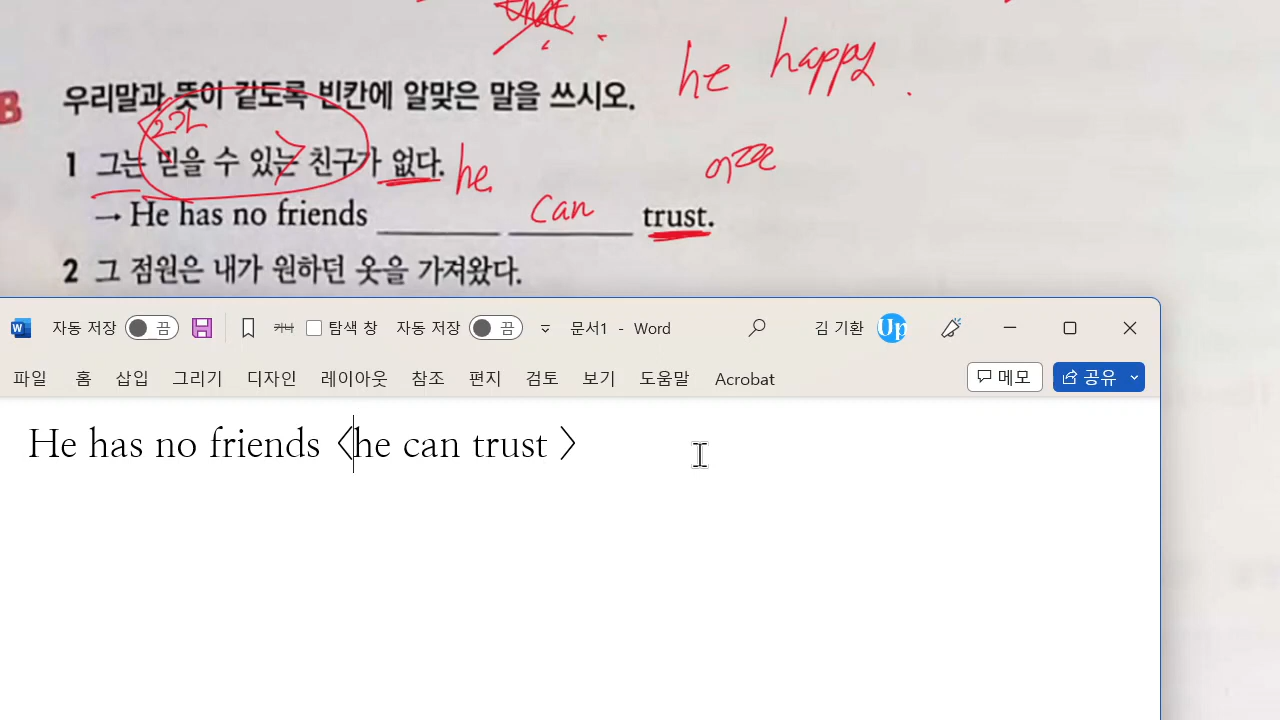 that
he happy.
B 우리말과 뜻이 같도록 빈칸에 알맞은 말을 쓰시오.
1 그는 믿을 수 있는 친구가 없다. he
→ He has no friends ______ can trust.
2 그 점원은 내가 원하던 옷을 가져왔다.
자동 저장 끔 가나 탐색 창 자동 저장 끔 문서1 - Word 김 기환 Up
파일 홈 삽입 그리기 디자인 레이아웃 참조 편지 검토 보기 도움말 Acrobat 메모 공유
He has no friends 〈he can trust 〉